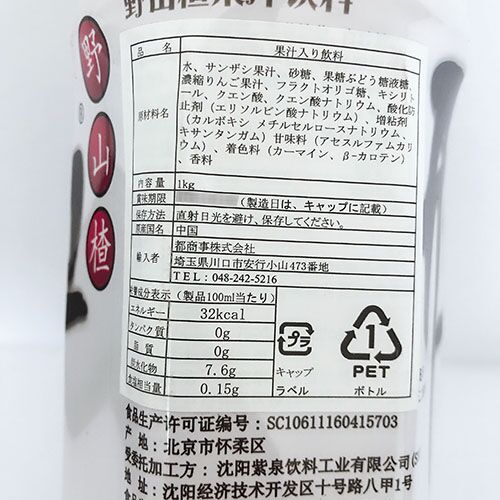 野山楂果汁饮料
野
山
楂
®
品名 果汁入り飲料
原材料名 水、サンザシ果汁、砂糖、果糖ぶどう糖液糖、
濃縮りんご果汁、フラクトオリゴ糖、キシリト
ール、クエン酸、クエン酸ナトリウム、酸化防
止剤（エリソルビン酸ナトリウム）、増粘剤
（カルボキシ メチルセルロースナトリウム、
キサンタンガム）甘味料（アセスルファムカリ
ウム）、着色料（カーマイン、β-カロテン）
、香料
内容量 1kg
賞味期限 （製造日は、キャップに記載）
保存方法 直射日光を避け、保存してください。
原産国名 中国
輸入者 都商事株式会社
埼玉県川口市安行小山473番地
TEL：048-242-5216
栄養成分表示（製品100ml当たり）
エネルギー 32kcal
タンパク質 0g
脂質 0g
炭水化物 7.6g
食塩相当量 0.15g
プラ
キャップ
ラベル
1
PET
ボトル
食品生产许可证编号：SC10611160415703
产地：北京市怀柔区
受委托加工方：沈阳紫泉饮料工业有限公司(S
地址：沈阳经济技术开发区十号路八甲1号